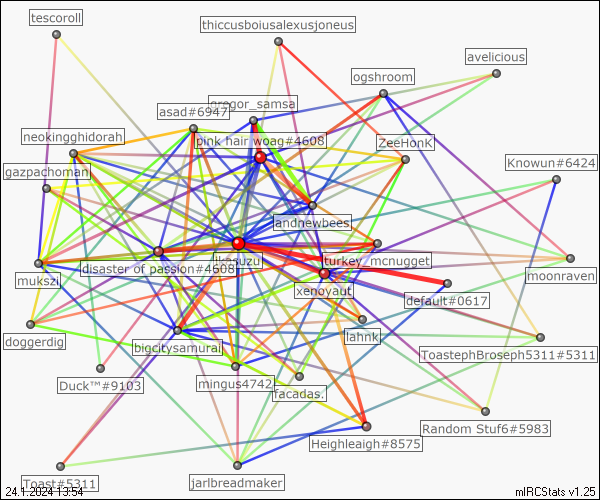 tescoroll
thiccusboiusalexusjoneus
avelicious
ogshroom
gregor_samsa
asad#6947
neokingghidorah
pink hair woag#4608
ZeeHonK
gazpachoman
Knowun#6424
andnewbees
iksouzu
turkey_mcnugget
disaster of passion#4608
mukszi
moonraven
xenoyaut
default#0617
lahnk
doggerdig
bigcitysamurai
ToastephBroseph5311#5311
Duck™#9103
mingus4742
facadas.
Random Stuf6#5983
Heighleaigh#8575
Toast#5311
jarlbreadmaker
24.1.2024 13:54
mIRCStats v1.25